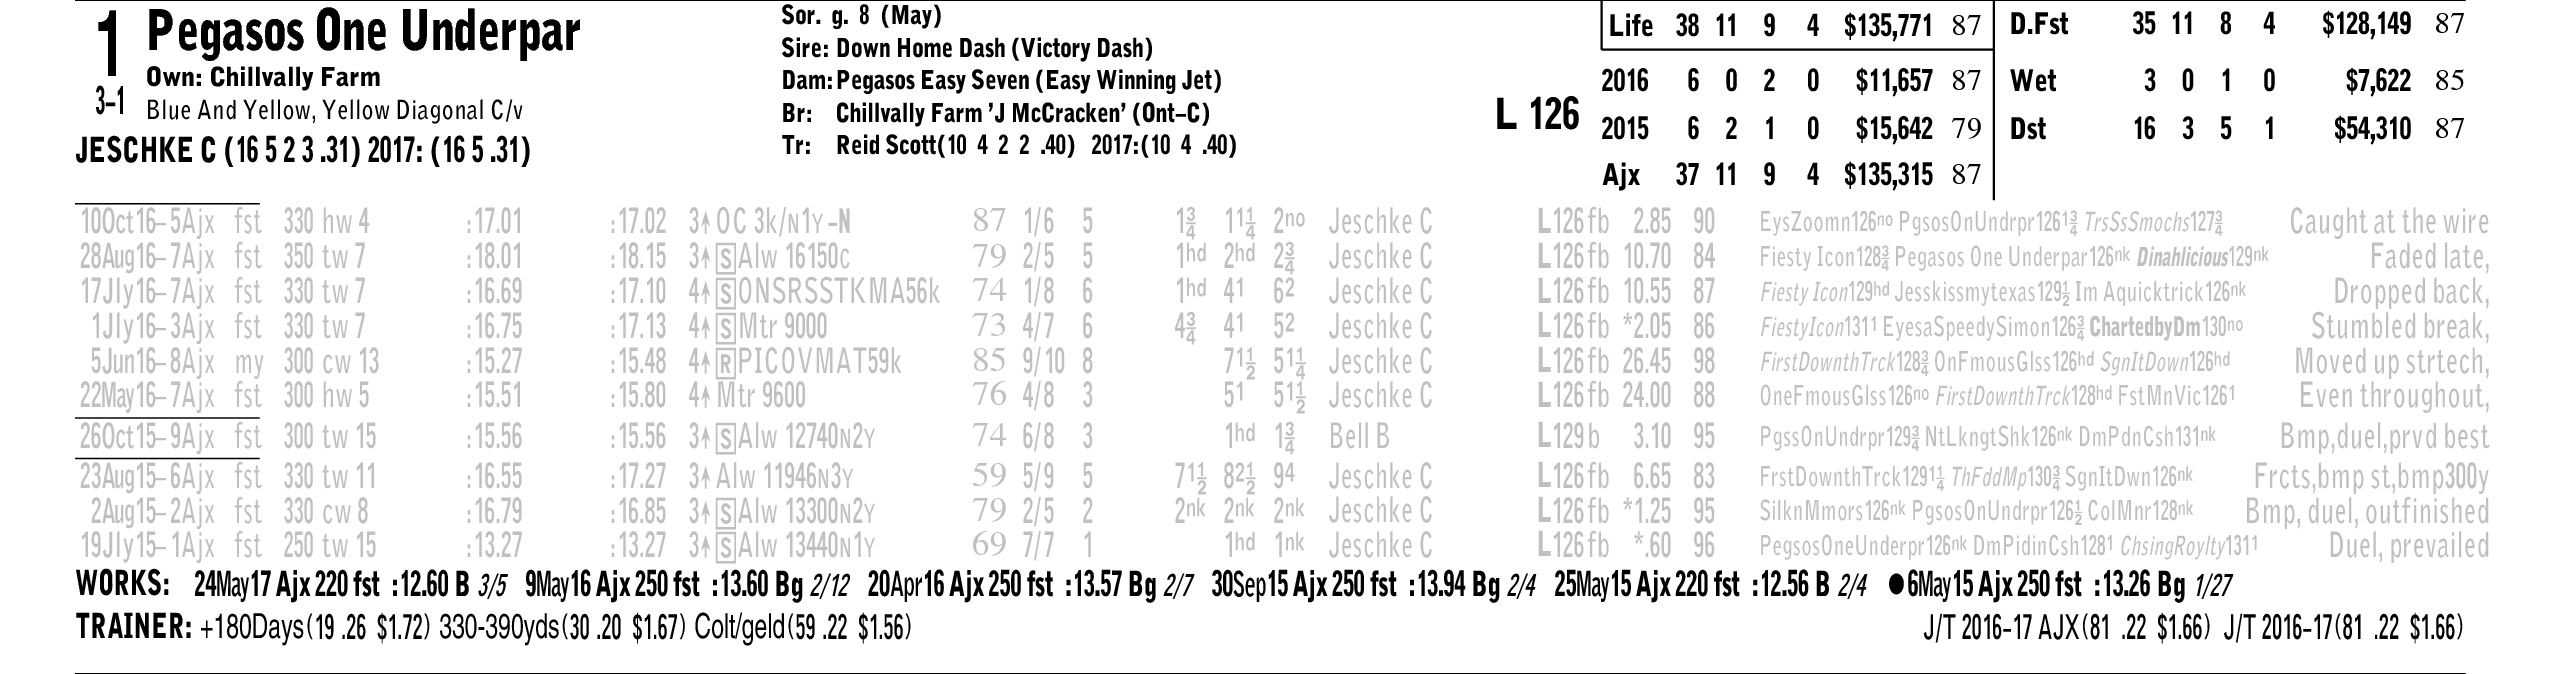 1 Pegasos One Underpar
Own: Chillvally Farm
3–1 Blue And Yellow, Yellow Diagonal C/v
JESCHKE C (16 5 2 3 .31) 2017: (16 5 .31)
Sor. g. 8 (May)
Sire: Down Home Dash (Victory Dash)
Dam: Pegasos Easy Seven (Easy Winning Jet)
Br: Chillvally Farm 'J McCracken' (Ont–C)
Tr: Reid Scott(10 4 2 2 .40) 2017:(10 4 .40)
L 126
Life 38 11 9 4 $135,771 87
2016 6 0 2 0 $11,657 87
2015 6 2 1 0 $15,642 79
Ajx 37 11 9 4 $135,315 87
D.Fst 35 11 8 4 $128,149 87
Wet 3 0 1 0 $7,622 85
Dst 16 3 5 1 $54,310 87
10Oct16–5Ajx fst 330 hw 4 :17.01 :17.02 3↑ OC 3k/N1Y–N 87 1/6 5 1¾ 11¼ 2no Jeschke C L126fb 2.85 90 EysZoomn126no PgsosOnUndrpr1261¾ TrsSsSmochs127¾ Caught at the wire
28Aug16–7Ajx fst 350 tw 7 :18.01 :18.15 3↑ [S]Alw 16150C 79 2/5 5 1hd 2hd 2¾ Jeschke C L126fb 10.70 84 Fiesty Icon128¾ Pegasos One Underpar126nk Dinahlicious129nk Faded late,
17Jly16–7Ajx fst 330 tw 7 :16.69 :17.10 4↑ [S]ONSRSSTKMA56k 74 1/8 6 1hd 41 62 Jeschke C L126fb 10.55 87 Fiesty Icon129hd Jesskissmytexas129½ Im Aquicktrick126nk Dropped back,
1Jly16–3Ajx fst 330 tw 7 :16.75 :17.13 4↑ [S]Mtr 9000 73 4/7 6 4¾ 41 52 Jeschke C L126fb *2.05 86 FiestyIcon1311 EyesaSpeedySimon126¾ ChartedbyDm130no Stumbled break,
5Jun16–8Ajx my 300 cw 13 :15.27 :15.48 4↑ [R]PICOVMAT59k 85 9/10 8 71½ 51¼ Jeschke C L126fb 26.45 98 FirstDownthTrck128¾ OnFmousGlss126hd SgnItDown126hd Moved up strtech,
22May16–7Ajx fst 300 hw 5 :15.51 :15.80 4↑ Mtr 9600 76 4/8 3 51 51½ Jeschke C L126fb 24.00 88 OneFmousGlss126no FirstDownthTrck128hd FstMnVic1261 Even throughout,
26Oct15–9Ajx fst 300 tw 15 :15.56 :15.56 3↑ [S]Alw 12740N2Y 74 6/8 3 1hd 1¾ Bell B L129b 3.10 95 PgssOnUndrpr129¾ NtLkngtShk126nk DmPdnCsh131nk Bmp,duel,prvd best
23Aug15–6Ajx fst 330 tw 11 :16.55 :17.27 3↑ Alw 11946N3Y 59 5/9 5 71½ 82½ 94 Jeschke C L126fb 6.65 83 FrstDownthTrck1291¼ ThFddMp130¾ SgnItDwn126nk Frcts,bmp st,bmp300y
2Aug15–2Ajx fst 330 cw 8 :16.79 :16.85 3↑ [S]Alw 13300N2Y 79 2/5 2 2nk 2nk 2nk Jeschke C L126fb *1.25 95 SilknMmors126nk PgsosOnUndrpr126½ ColMnr128nk Bmp, duel, outfinished
19Jly15–1Ajx fst 250 tw 15 :13.27 :13.27 3↑ [S]Alw 13440N1Y 69 7/7 1 1hd 1nk Jeschke C L126fb *.60 96 PegsosOneUnderpr126nk DmPidinCsh1281 ChsingRoylty1311 Duel, prevailed
WORKS: 24May17 Ajx 220 fst :12.60 B 3/5 9May16 Ajx 250 fst :13.60 Bg 2/12 20Apr16 Ajx 250 fst :13.57 Bg 2/7 30Sep15 Ajx 250 fst :13.94 Bg 2/4 25May15 Ajx 220 fst :12.56 B 2/4 ●6May15 Ajx 250 fst :13.26 Bg 1/27
TRAINER: +180Days(19 .26 $1.72) 330-390yds(30 .20 $1.67) Colt/geld(59 .22 $1.56) J/T 2016–17 AJX(81 .22 $1.66) J/T 2016–17(81 .22 $1.66)